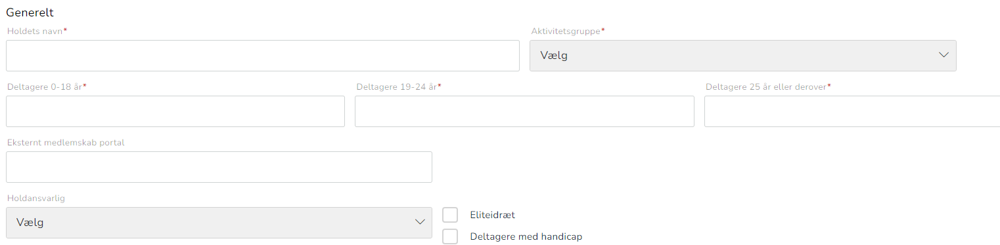 Generelt
Holdets navn* Aktivitetsgruppe*
Vælg
Deltagere 0-18 år* Deltagere 19-24 år* Deltagere 25 år eller derover*
Eksternt medlemskab portal
Holdansvarlig
Vælg Eliteidræt
Deltagere med handicap